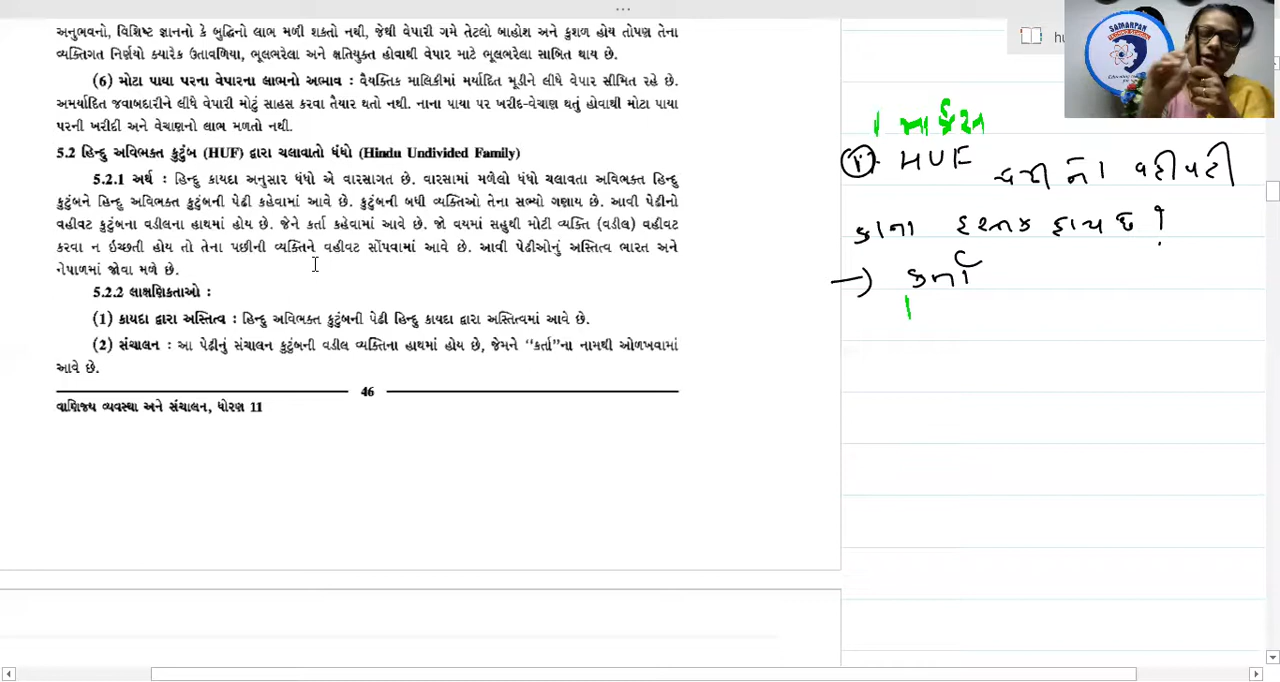 અનુભવનો, વિશિષ્ટ જ્ઞાનનો કે બુદ્ધિનો લાભ મળી શકતો નથી, જેથી વેપારી ગમે તેટલો બાહોશ અને કુશળ હોય તોપણ તેના
વ્યક્તિગત નિર્ણયો ક્યારેક ઉતાવળિયા, ભૂલભરેલા અને ક્ષતિયુક્ત હોવાથી વેપાર માટે ભૂલભરેલા સાબિત થાય છે.
(6) મોટા પાયા પરના વેપારના લાભનો અભાવ : વૈયક્તિક માલિકીમાં મર્યાદિત મૂડીને લીધે વેપાર સીમિત રહે છે.
અમર્યાદિત જવાબદારીને લીધે વેપારી મોટું સાહસ કરવા તૈયાર થતો નથી. નાના પાયા પર ખરીદ-વેચાણ થતું હોવાથી મોટા પાયા
પરની ખરીદી અને વેચાણનો લાભ મળતો નથી.
5.2 હિન્દુ અવિભક્ત કુટુંબ (HUF) દ્વારા ચલાવાતો ધંધો (Hindu Undivided Family)
5.2.1 અર્થ : હિન્દુ કાયદા અનુસાર ધંધો એ વારસાગત છે. વારસામાં મળેલો ધંધો ચલાવતા અવિભક્ત હિન્દુ
કુટુંબને હિન્દુ અવિભક્ત કુટુંબની પેઢી કહેવામાં આવે છે. કુટુંબની બધી વ્યક્તિઓ તેના સભ્યો ગણાય છે. આવી પેઢીનો
વહીવટ કુટુંબના વડીલના હાથમાં હોય છે. જેને કર્તા કહેવામાં આવે છે. જો વયમાં સહુથી મોટી વ્યક્તિ (વડીલ) વહીવટ
કરવા ન ઇચ્છતી હોય તો તેના પછીની વ્યક્તિને વહીવટ સોંપવામાં આવે છે. આવી પેઢીઓનું અસ્તિત્વ ભારત અને
નેપાળમાં જોવા મળે છે.
5.2.2 લાક્ષણિકતાઓ :
(1) કાયદા દ્વારા અસ્તિત્વ : હિન્દુ અવિભક્ત કુટુંબની પેઢી હિન્દુ કાયદા દ્વારા અસ્તિત્વમાં આવે છે.
(2) સંચાલન : આ પેઢીનું સંચાલન કુટુંબની વડીલ વ્યક્તિના હાથમાં હોય છે, જેમને “કર્તા”ના નામથી ઓળખવામાં
આવે છે.
46
વાણિજ્ય વ્યવસ્થા અને સંચાલન, ધોરણ 11
hu
SAMARPAN
1 માર્કસ
① HUF વહીવટી
હસ્તક હોય છે ?
→ કર્તા